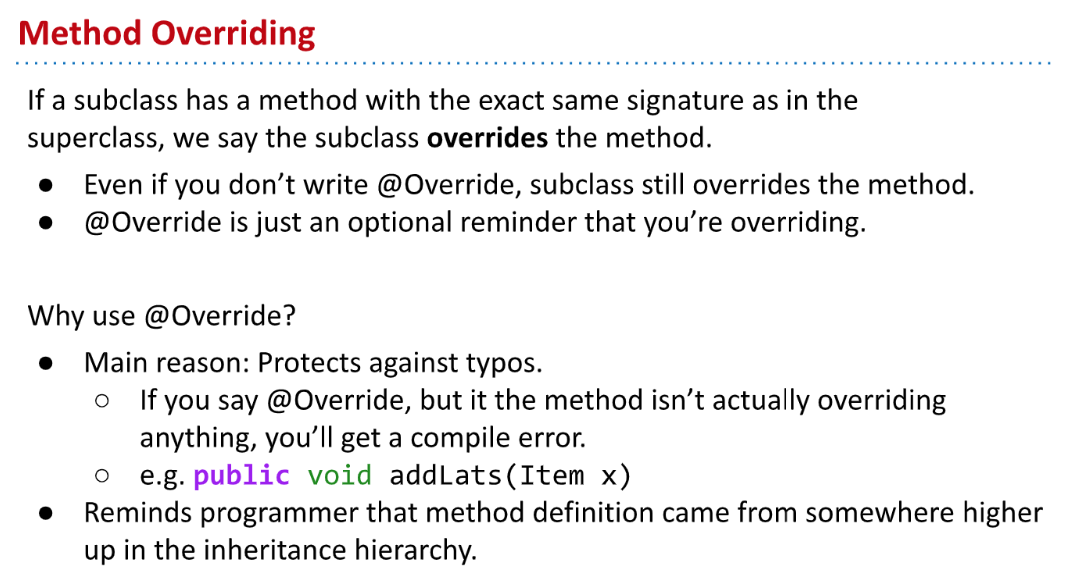 Method Overriding
If a subclass has a method with the exact same signature as in the
superclass, we say the subclass overrides the method.
● Even if you don’t write @Override, subclass still overrides the method.
● @Override is just an optional reminder that you’re overriding.
Why use @Override?
● Main reason: Protects against typos.
○ If you say @Override, but it the method isn’t actually overriding
anything, you’ll get a compile error.
○ e.g. public void addLats(Item x)
● Reminds programmer that method definition came from somewhere higher
up in the inheritance hierarchy.